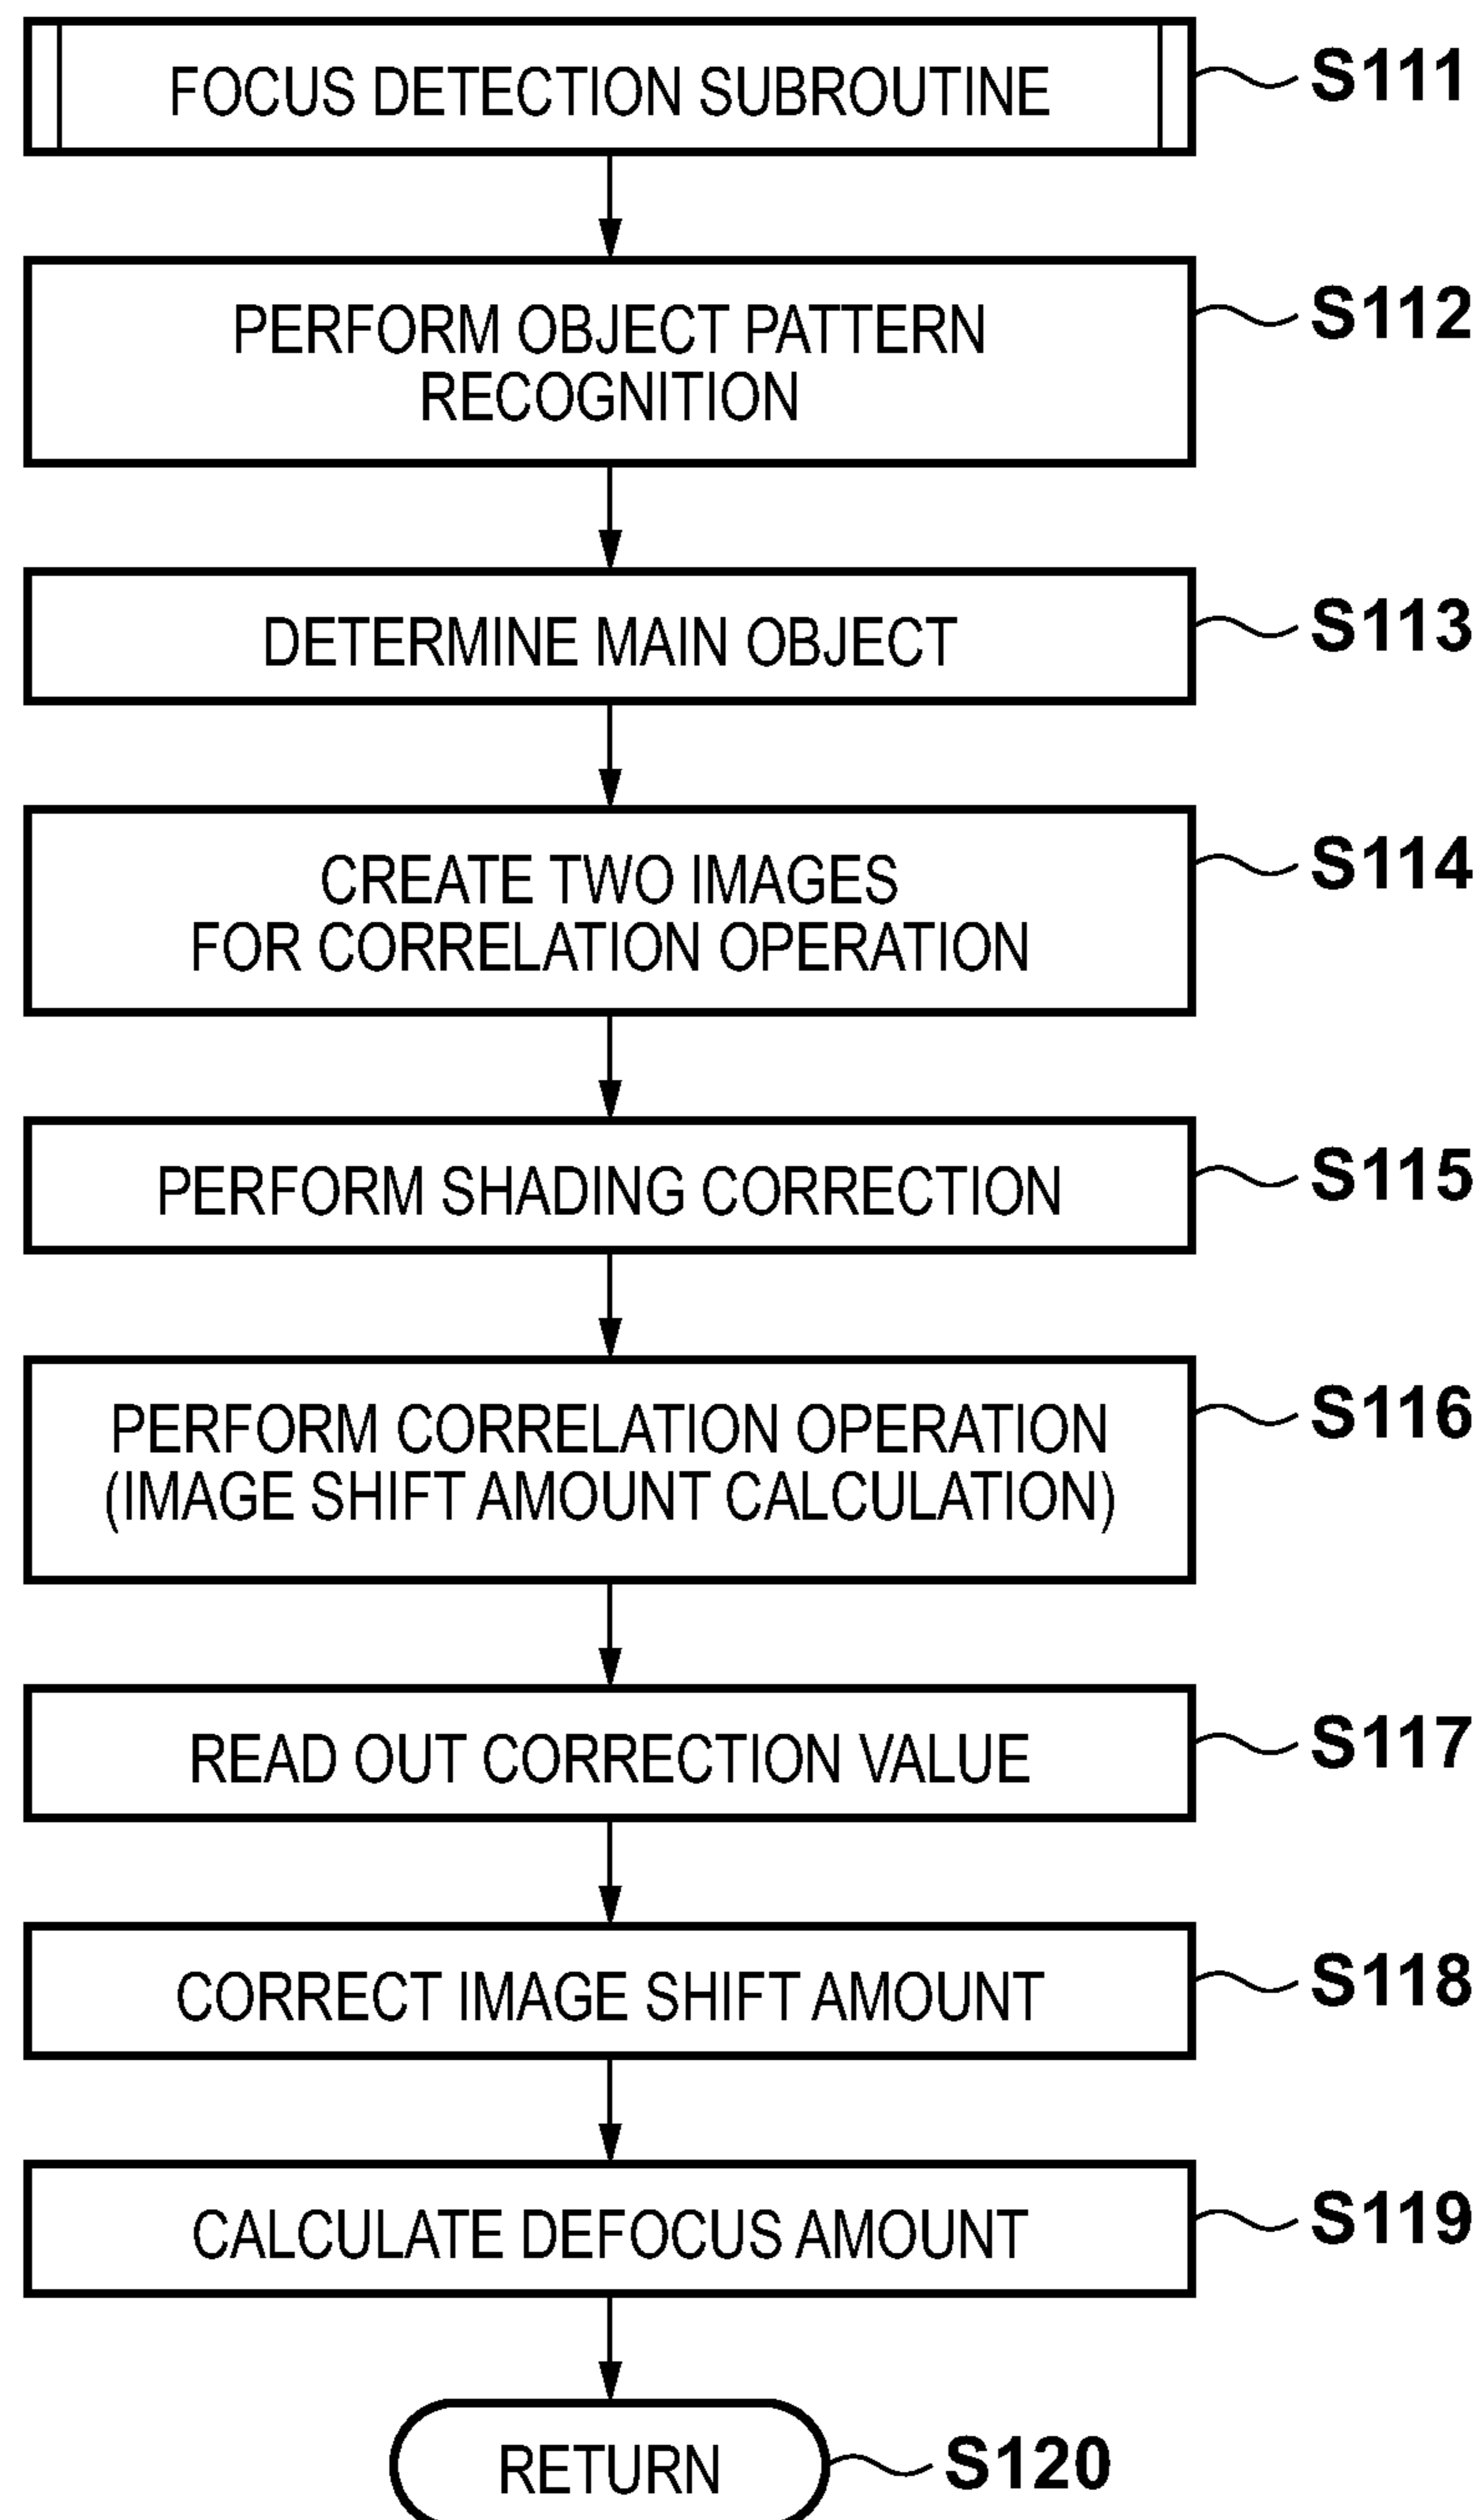 FOCUS DETECTION SUBROUTINE
S111
PERFORM OBJECT PATTERN
RECOGNITION
S112
DETERMINE MAIN OBJECT
S113
CREATE TWO IMAGES
FOR CORRELATION OPERATION
S114
PERFORM SHADING CORRECTION
S115
PERFORM CORRELATION OPERATION
(IMAGE SHIFT AMOUNT CALCULATION)
S116
READ OUT CORRECTION VALUE
S117
CORRECT IMAGE SHIFT AMOUNT
S118
CALCULATE DEFOCUS AMOUNT
S119
RETURN
S120